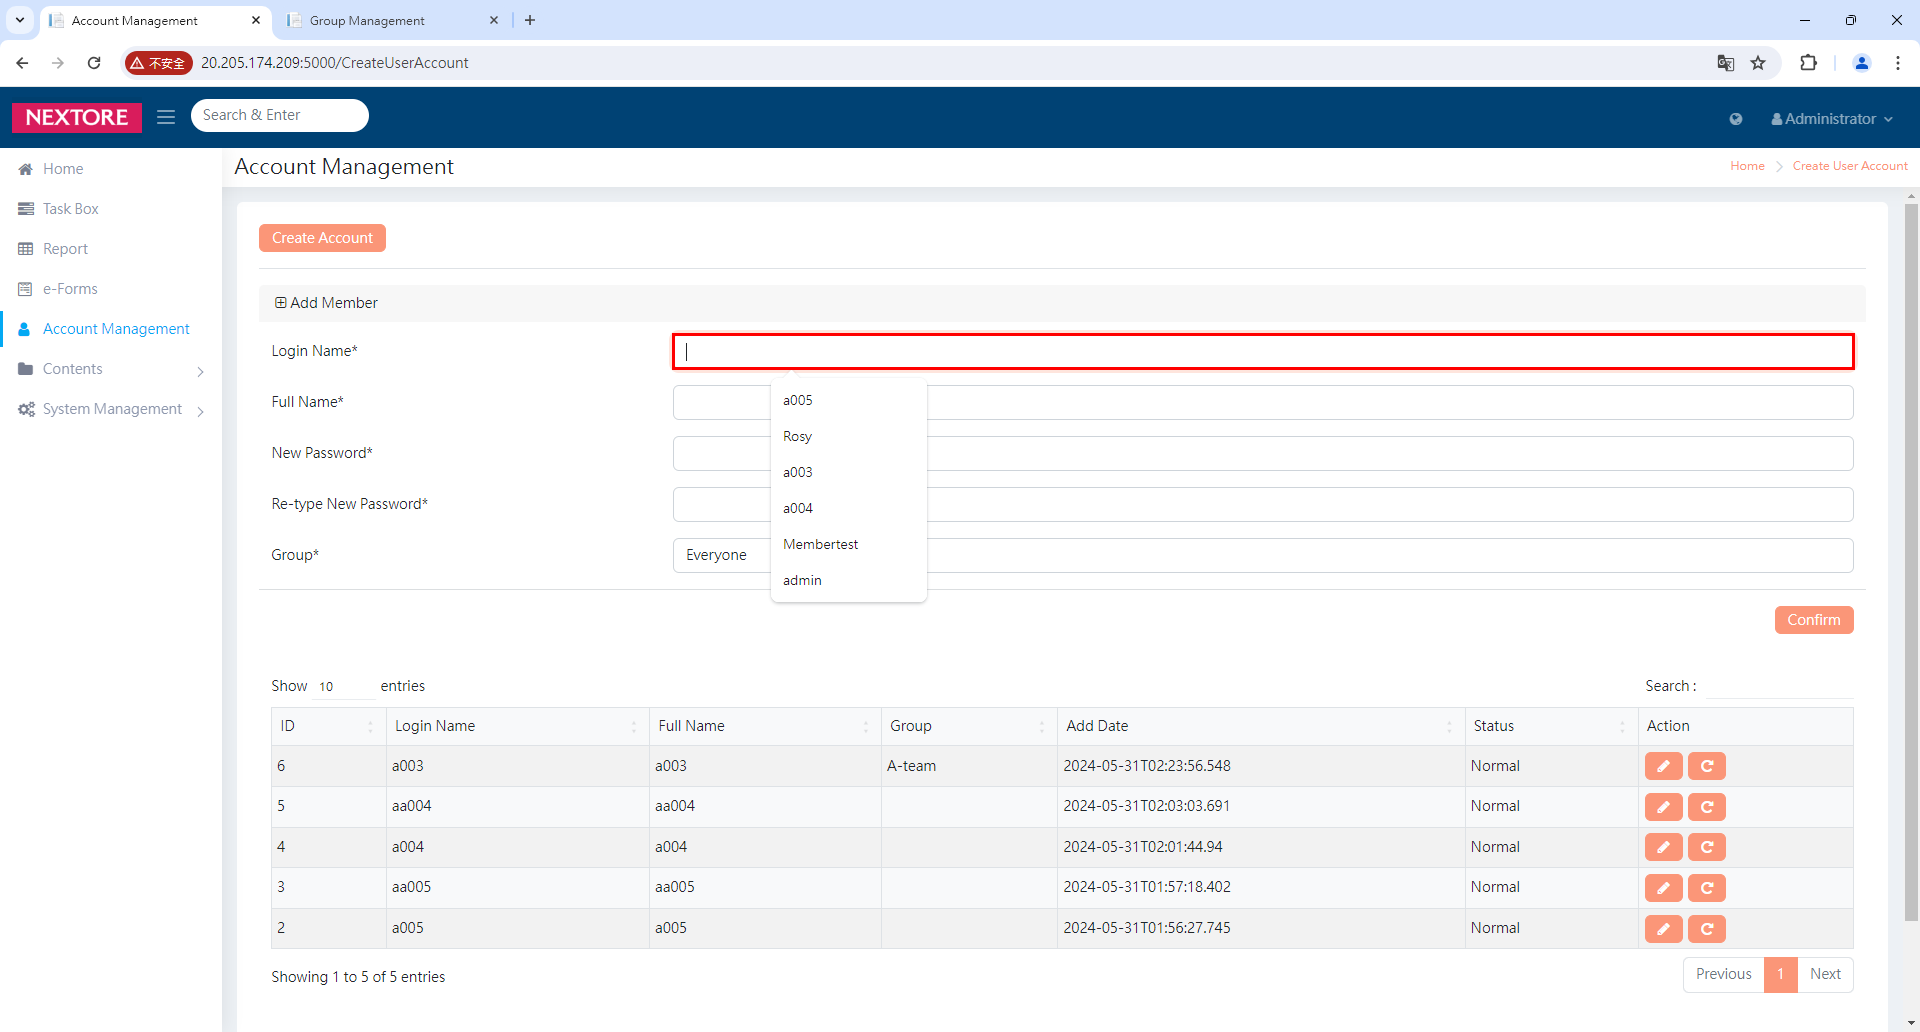 Account Management
Group Management
不安全
20.205.174.209:5000/CreateUserAccount
NEXTORE
Search & Enter
Administrator
Home
Task Box
Report
e-Forms
Account Management
Contents
System Management
Account Management
Home
Create User Account
Create Account
Add Member
Login Name*
Full Name*
New Password*
Re-type New Password*
Group*
Everyone
a005
Rosy
a003
a004
Membertest
admin
Confirm
Show 10 entries
Search :
ID Login Name Full Name Group Add Date Status Action
6 a003 a003 A-team 2024-05-31T02:23:56.548 Normal
5 aa004 aa004 2024-05-31T02:03:03.691 Normal
4 a004 a004 2024-05-31T02:01:44.94 Normal
3 aa005 aa005 2024-05-31T01:57:18.402 Normal
2 a005 a005 2024-05-31T01:56:27.745 Normal
Showing 1 to 5 of 5 entries
Previous 1 Next